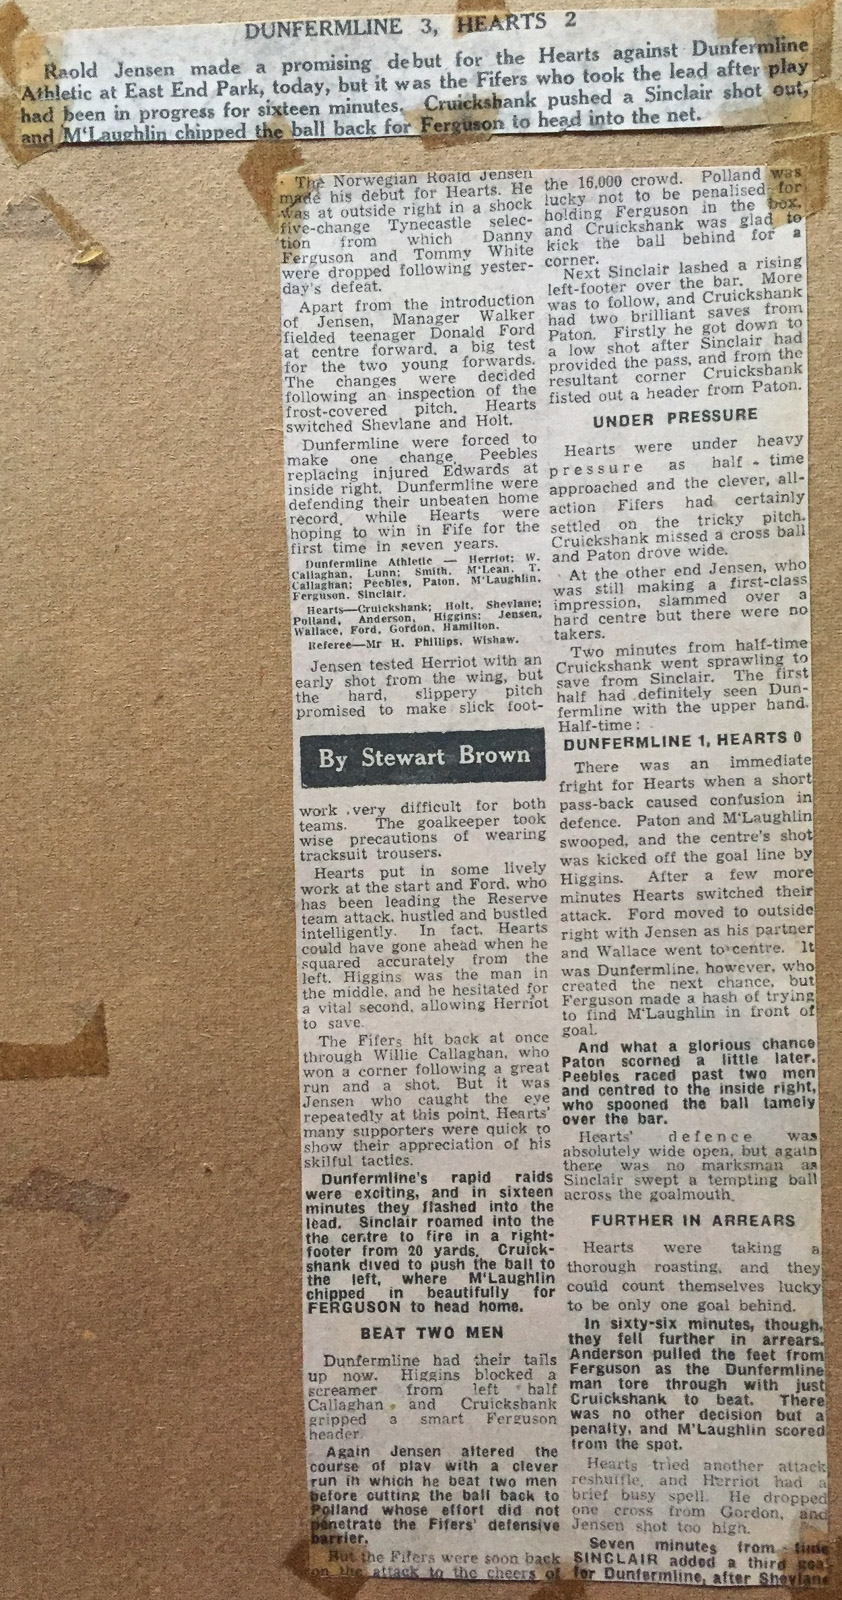 DUNFERMLINE 3, HEARTS 2
Raold Jensen made a promising debut for the Hearts against Dunfermline
Athletic at East End Park, today, but it was the Fifers who took the lead after play
had been in progress for sixteen minutes. Cruickshank pushed a Sinclair shot out,
and M'Laughlin chipped the ball back for Ferguson to head into the net.
The Norwegian Roald Jensen
made his debut for Hearts. He
was at outside right in a shock
five-change Tynecastle selec-
tion from which Danny
Ferguson and Tommy White
were dropped following yester-
day's defeat.
Apart from the introduction
of Jensen, Manager Walker
fielded teenager Donald Ford
at centre forward, a big test
for the two young forwards.
The changes were decided
following an inspection of the
frost-covered pitch. Hearts
switched Shevlane and Holt.
Dunfermline were forced to
make one change, Peebles
replacing injured Edwards at
inside right. Dunfermline were
defending their unbeaten home
record, while Hearts were
hoping to win in Fife for the
first time in seven years.
Dunfermline Athletic — Herriot; W.
Callaghan, Lunn; Smith, M'Lean, T.
Callaghan; Peebles, Paton, M'Laughlin,
Ferguson, Sinclair.
Hearts—Cruickshank; Holt, Shevlane;
Polland, Anderson, Higgins; Jensen,
Wallace, Ford, Gordon, Hamilton.
Referee—Mr H. Phillips, Wishaw.
Jensen tested Herriot with an
early shot from the wing, but
the hard, slippery pitch
promised to make slick foot-
By Stewart Brown
work very difficult for both
teams. The goalkeeper took
wise precautions of wearing
tracksuit trousers.
Hearts put in some lively
work at the start and Ford, who
has been leading the Reserve
team attack, hustled and bustled
intelligently. In fact, Hearts
could have gone ahead when he
squared accurately from the
left. Higgins was the man in
the middle, and he hesitated for
a vital second, allowing Herriot
to save.
The Fifers hit back at once
through Willie Callaghan, who
won a corner following a great
run and a shot. But it was
Jensen who caught the eye
repeatedly at this point. Hearts'
many supporters were quick to
show their appreciation of his
skilful tactics.
Dunfermline's rapid raids
were exciting, and in sixteen
minutes they flashed into the
lead. Sinclair roamed into the
the centre to fire in a right-
footer from 20 yards. Cruick-
shank dived to push the ball to
the left, where M'Laughlin
chipped in beautifully for
FERGUSON to head home.
BEAT TWO MEN
Dunfermline had their tails
up now. Higgins blocked a
screamer from left half
Callaghan and Cruickshank
gripped a smart Ferguson
header.
Again Jensen altered the
course of play with a clever
run in which he beat two men
before cutting the ball back to
Polland whose effort did not
penetrate the Fifers' defensive
barrier.
But the Fifers were soon back
on the attack to the cheers of
the 16,000 crowd. Polland was
lucky not to be penalised for
holding Ferguson in the box,
and Cruickshank was glad to
kick the ball behind for a
corner.
Next Sinclair lashed a rising
left-footer over the bar. More
was to follow, and Cruickshank
had two brilliant saves from
Paton. Firstly he got down to
a low shot after Sinclair had
provided the pass, and from the
resultant corner Cruickshank
fisted out a header from Paton.
UNDER PRESSURE
Hearts were under heavy
pressure as half-time
approached and the clever, all-
action Fifers had certainly
settled on the tricky pitch.
Cruickshank missed a cross ball
and Paton drove wide.
At the other end Jensen, who
was still making a first-class
impression, slammed over a
hard centre but there were no
takers.
Two minutes from half-time
Cruickshank went sprawling to
save from Sinclair. The first
half had definitely seen Dun-
fermline with the upper hand.
Half-time:
DUNFERMLINE 1, HEARTS 0
There was an immediate
fright for Hearts when a short
pass-back caused confusion in
defence. Paton and M'Laughlin
swooped, and the centre's shot
was kicked off the goal line by
Higgins. After a few more
minutes Hearts switched their
attack. Ford moved to outside
right with Jensen as his partner
and Wallace went to centre. It
was Dunfermline, however, who
created the next chance, but
Ferguson made a hash of trying
to find M'Laughlin in front of
goal.
And what a glorious chance
Paton scorned a little later.
Peebles raced past two men
and centred to the inside right,
who spooned the ball tamely
over the bar.
Hearts' defence was
absolutely wide open, but again
there was no marksman as
Sinclair swept a tempting ball
across the goalmouth.
FURTHER IN ARREARS
Hearts were taking a
thorough roasting, and they
could count themselves lucky
to be only one goal behind.
In sixty-six minutes, though,
they fell further in arrears.
Anderson pulled the feet from
Ferguson as the Dunfermline
man tore through with just
Cruickshank to beat. There
was no other decision but a
penalty, and M'Laughlin scored
from the spot.
Hearts tried another attack
reshuffle, and Herriot had a
brief busy spell. He dropped
one cross from Gordon, and
Jensen shot too high.
Seven minutes from time
SINCLAIR added a third goal
for Dunfermline, after Shevlane